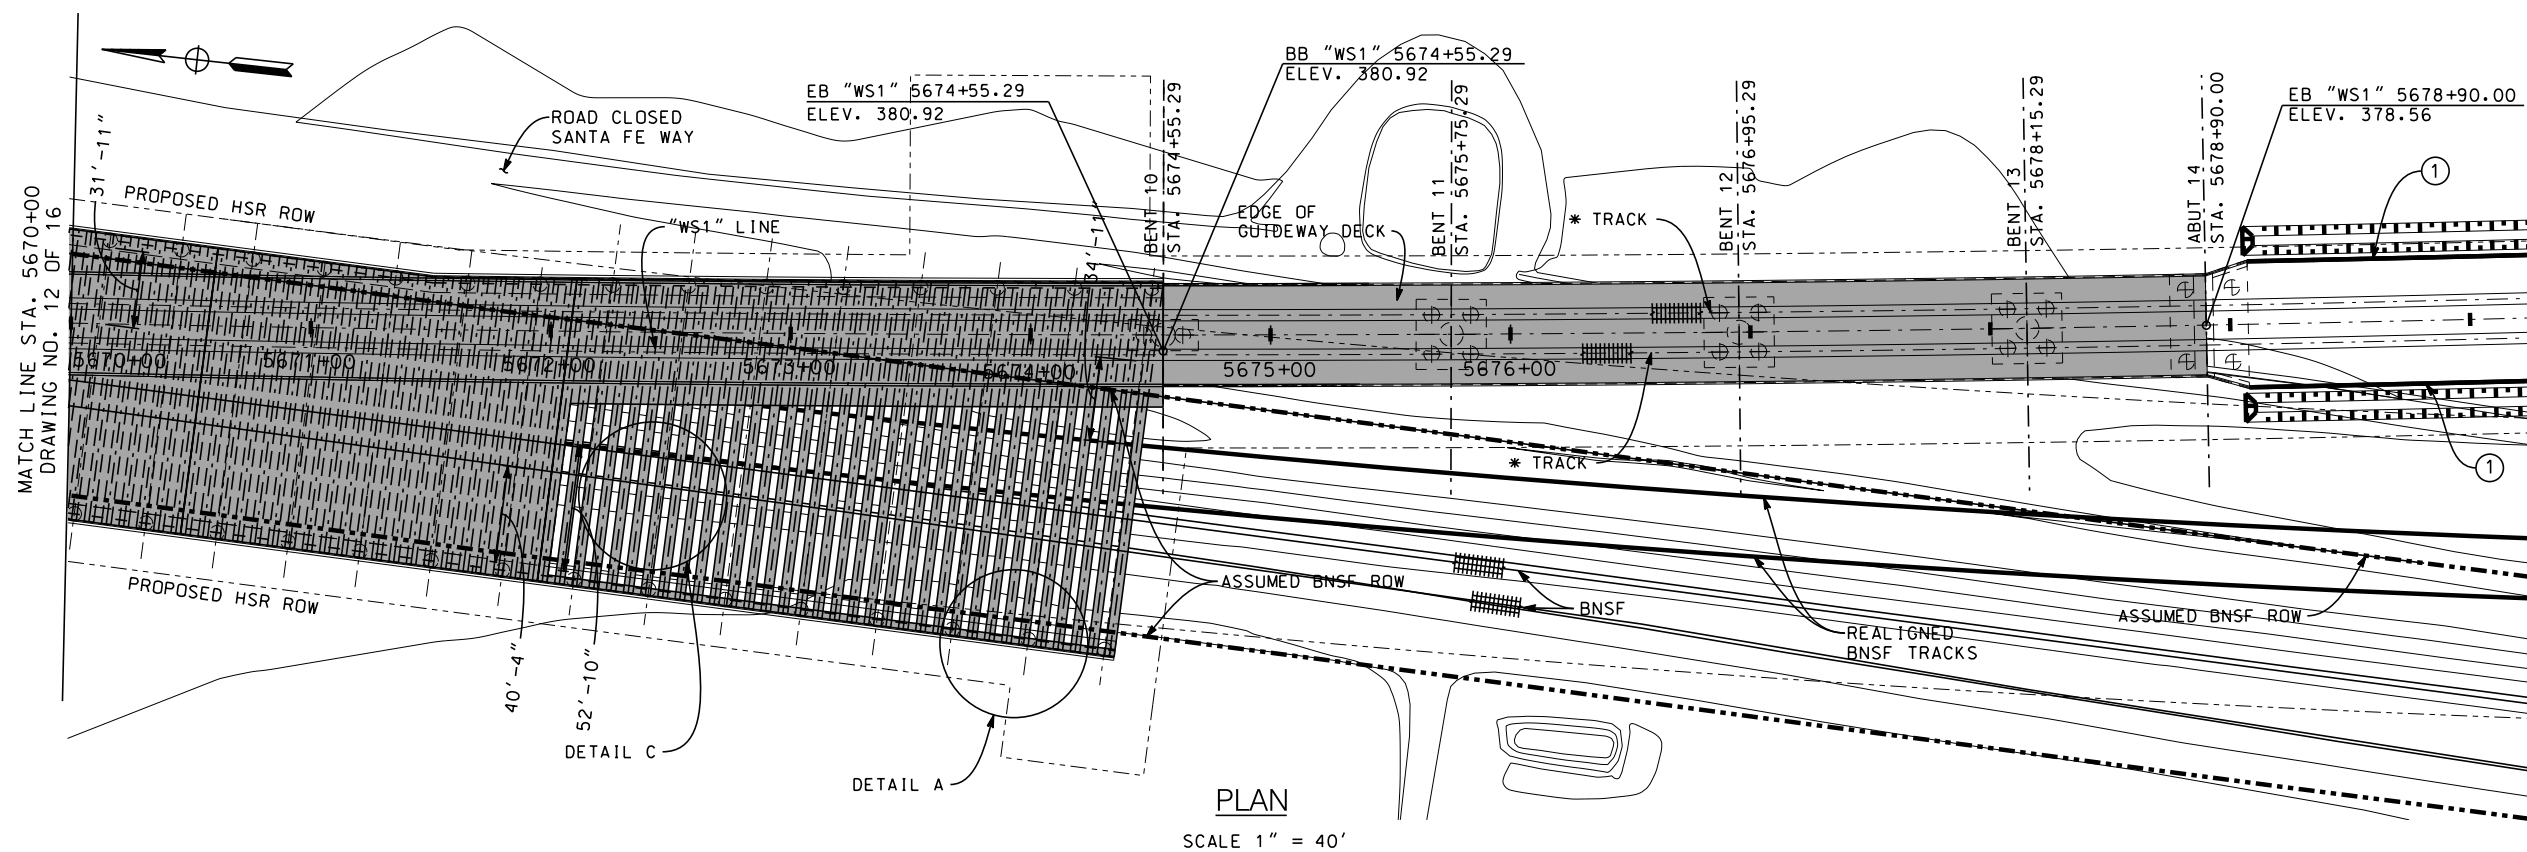 BB "WS1" 5674+55.29
ELEV. 380.92
EB "WS1" 5674+55.29
ELEV. 380.92
EB "WS1" 5678+90.00
ELEV. 378.56
ROAD CLOSED
SANTA FE WAY
31'-11"
PROPOSED HSR ROW
"WS1" LINE
34'-11"
BENT 10
STA. 5674+55.29
EDGE OF
GUIDEWAY DECK
BENT 11
STA. 5675+75.29
* TRACK
BENT 12
STA. 5676+95.29
BENT 13
STA. 5678+15.29
ABUT 14
STA. 5678+90.00
1
MATCH LINE STA. 5670+00
DRAWING NO. 12 OF 16
5670+00
5671+00
5672+00
5673+00
5674+00
5675+00
5676+00
* TRACK
1
PROPOSED HSR ROW
40'-4"
52'-10"
ASSUMED BNSF ROW
BNSF
REALIGNED
BNSF TRACKS
ASSUMED BNSF ROW
DETAIL C
DETAIL A
PLAN
SCALE 1" = 40'